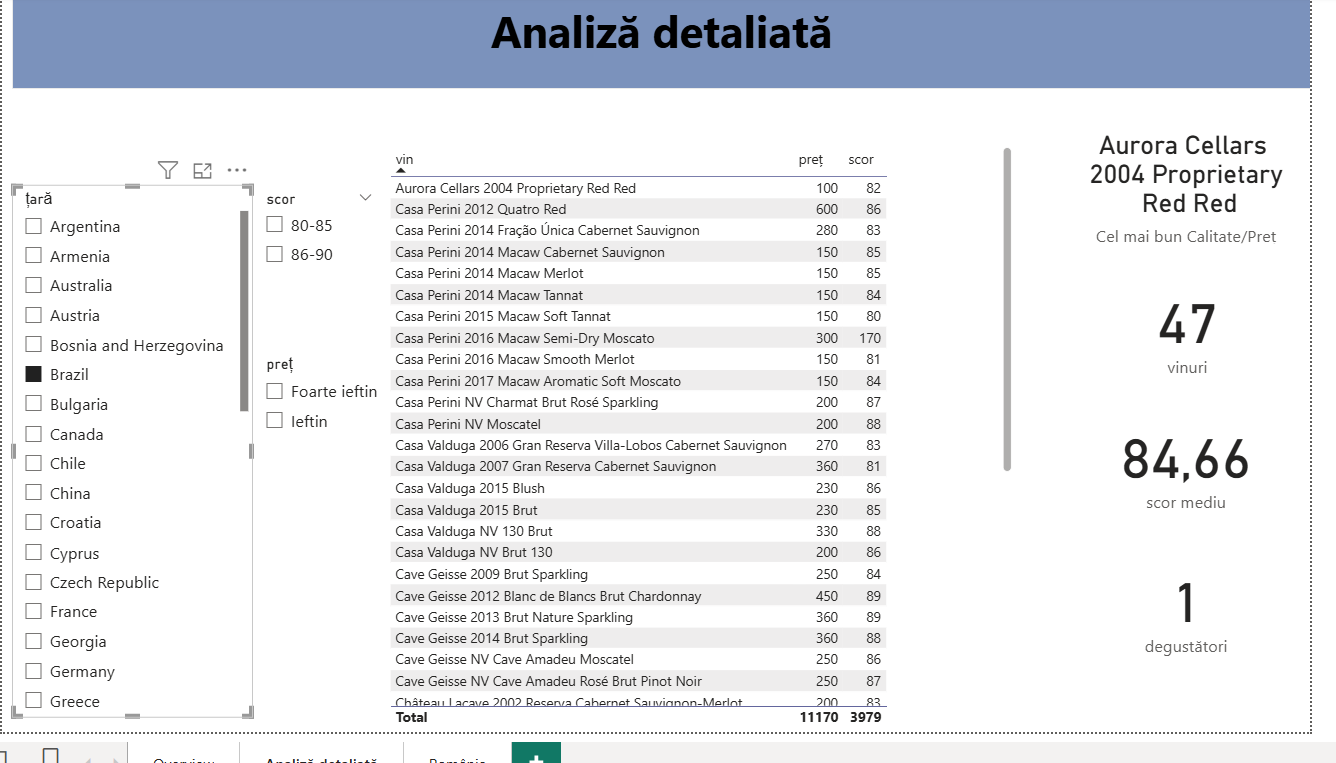 Analiză detaliată
țară
Argentina
Armenia
Australia
Austria
Bosnia and Herzegovina
Brazil
Bulgaria
Canada
Chile
China
Croatia
Cyprus
Czech Republic
France
Georgia
Germany
Greece
scor
80-85
86-90
preț
Foarte ieftin
Ieftin
vin preț scor
Aurora Cellars 2004 Proprietary Red Red 100 82
Casa Perini 2012 Quatro Red 600 86
Casa Perini 2014 Fração Única Cabernet Sauvignon 280 83
Casa Perini 2014 Macaw Cabernet Sauvignon 150 85
Casa Perini 2014 Macaw Merlot 150 85
Casa Perini 2014 Macaw Tannat 150 84
Casa Perini 2015 Macaw Soft Tannat 150 80
Casa Perini 2016 Macaw Semi-Dry Moscato 300 170
Casa Perini 2016 Macaw Smooth Merlot 150 81
Casa Perini 2017 Macaw Aromatic Soft Moscato 150 84
Casa Perini NV Charmat Brut Rosé Sparkling 200 87
Casa Perini NV Moscatel 200 88
Casa Valduga 2006 Gran Reserva Villa-Lobos Cabernet Sauvignon 270 83
Casa Valduga 2007 Gran Reserva Cabernet Sauvignon 360 81
Casa Valduga 2015 Blush 230 86
Casa Valduga 2015 Brut 230 85
Casa Valduga NV 130 Brut 330 88
Casa Valduga NV Brut 130 200 86
Cave Geisse 2009 Brut Sparkling 250 84
Cave Geisse 2012 Blanc de Blancs Brut Chardonnay 450 89
Cave Geisse 2013 Brut Nature Sparkling 360 89
Cave Geisse 2014 Brut Sparkling 360 88
Cave Geisse NV Cave Amadeu Moscatel 250 86
Cave Geisse NV Cave Amadeu Rosé Brut Pinot Noir 250 87
Château Lacave 2002 Reserva Cabernet Sauvignon-Merlot 200 83
Total 11170 3979
Aurora Cellars
2004 Proprietary
Red Red
Cel mai bun Calitate/Pret
47
vinuri
84,66
scor mediu
1
degustători
Overview Analiză detaliată România